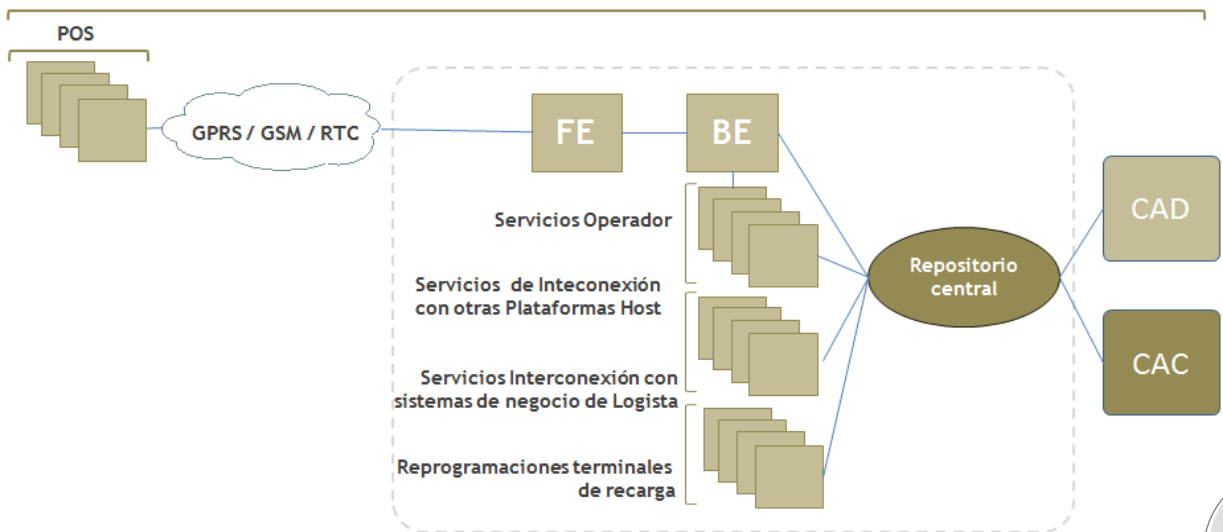 POS
GPRS / GSM / RTC
FE
BE
Servicios Operador
Servicios de Inteconexión
con otras Plataformas Host
Servicios Interconexión con
sistemas de negocio de Logista
Reprogramaciones terminales
de recarga
Repositorio
central
CAD
CAC